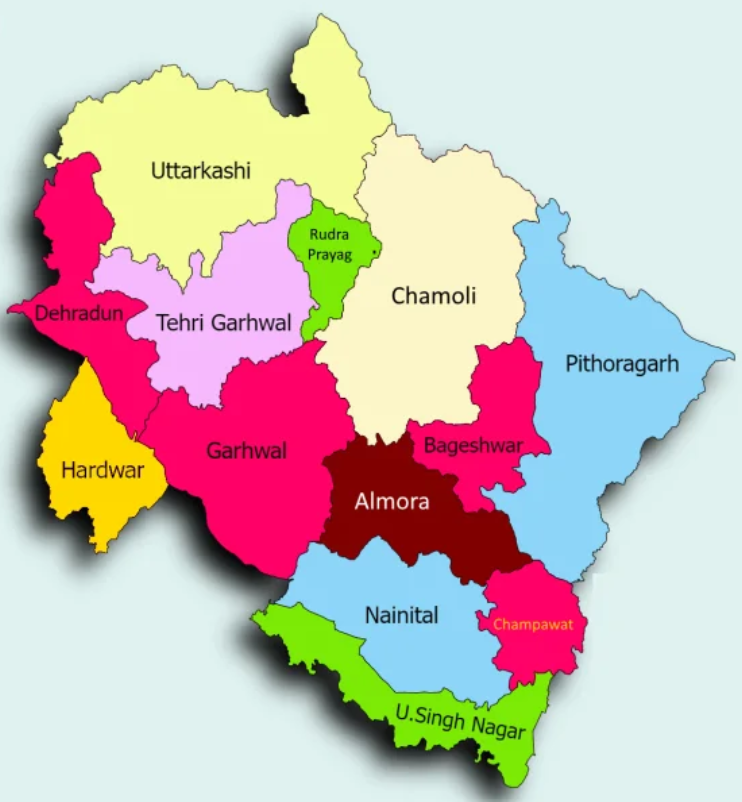 Uttarkashi
Rudra
Prayag
Chamoli
Dehradun
Tehri Garhwal
Pithoragarh
Garhwal
Bageshwar
Hardwar
Almora
Nainital
Champawat
U.Singh Nagar